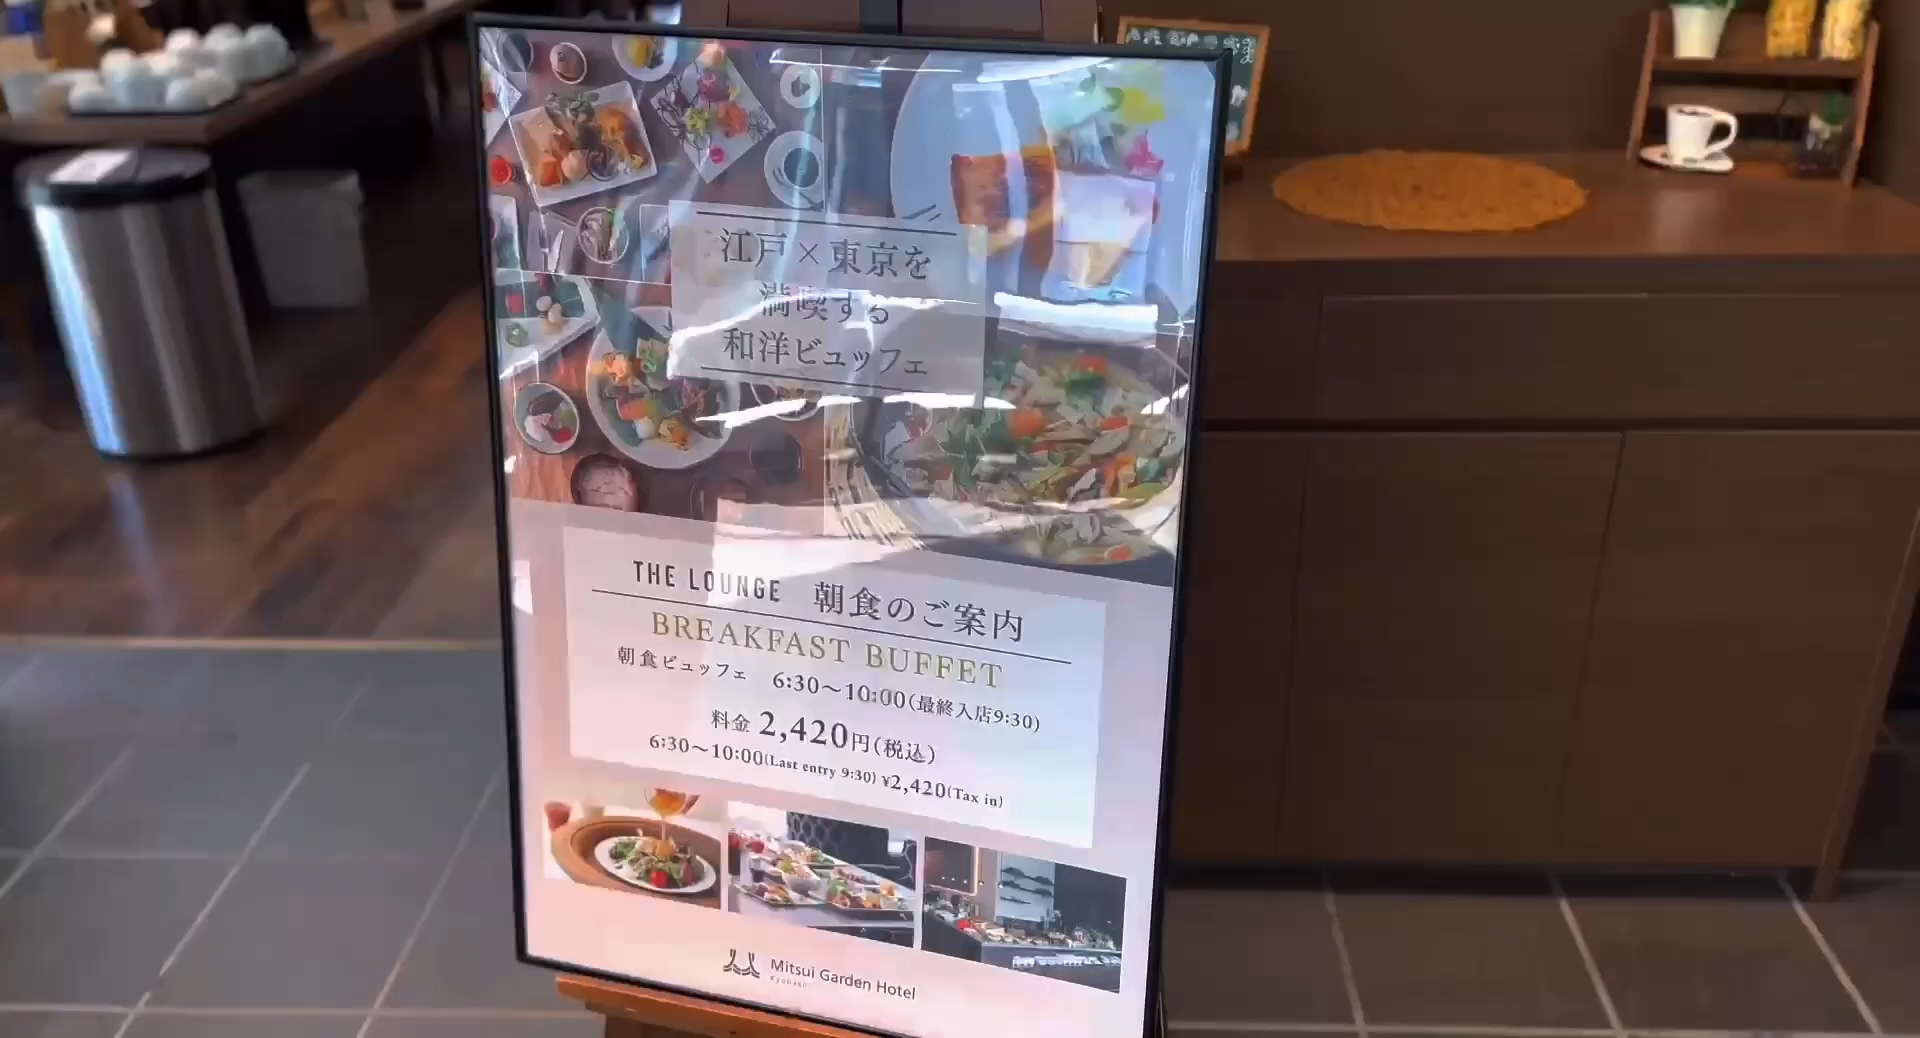 江戸×東京を
満喫する
和洋ビュッフェ
THE LOUNGE 朝食のご案内
BREAKFAST BUFFET
朝食ビュッフェ 6:30～10:00(最終入店9:30)
料金 2,420円(税込)
6:30～10:00(Last entry 9:30) ¥2,420(Tax in)
Mitsui Garden Hotel